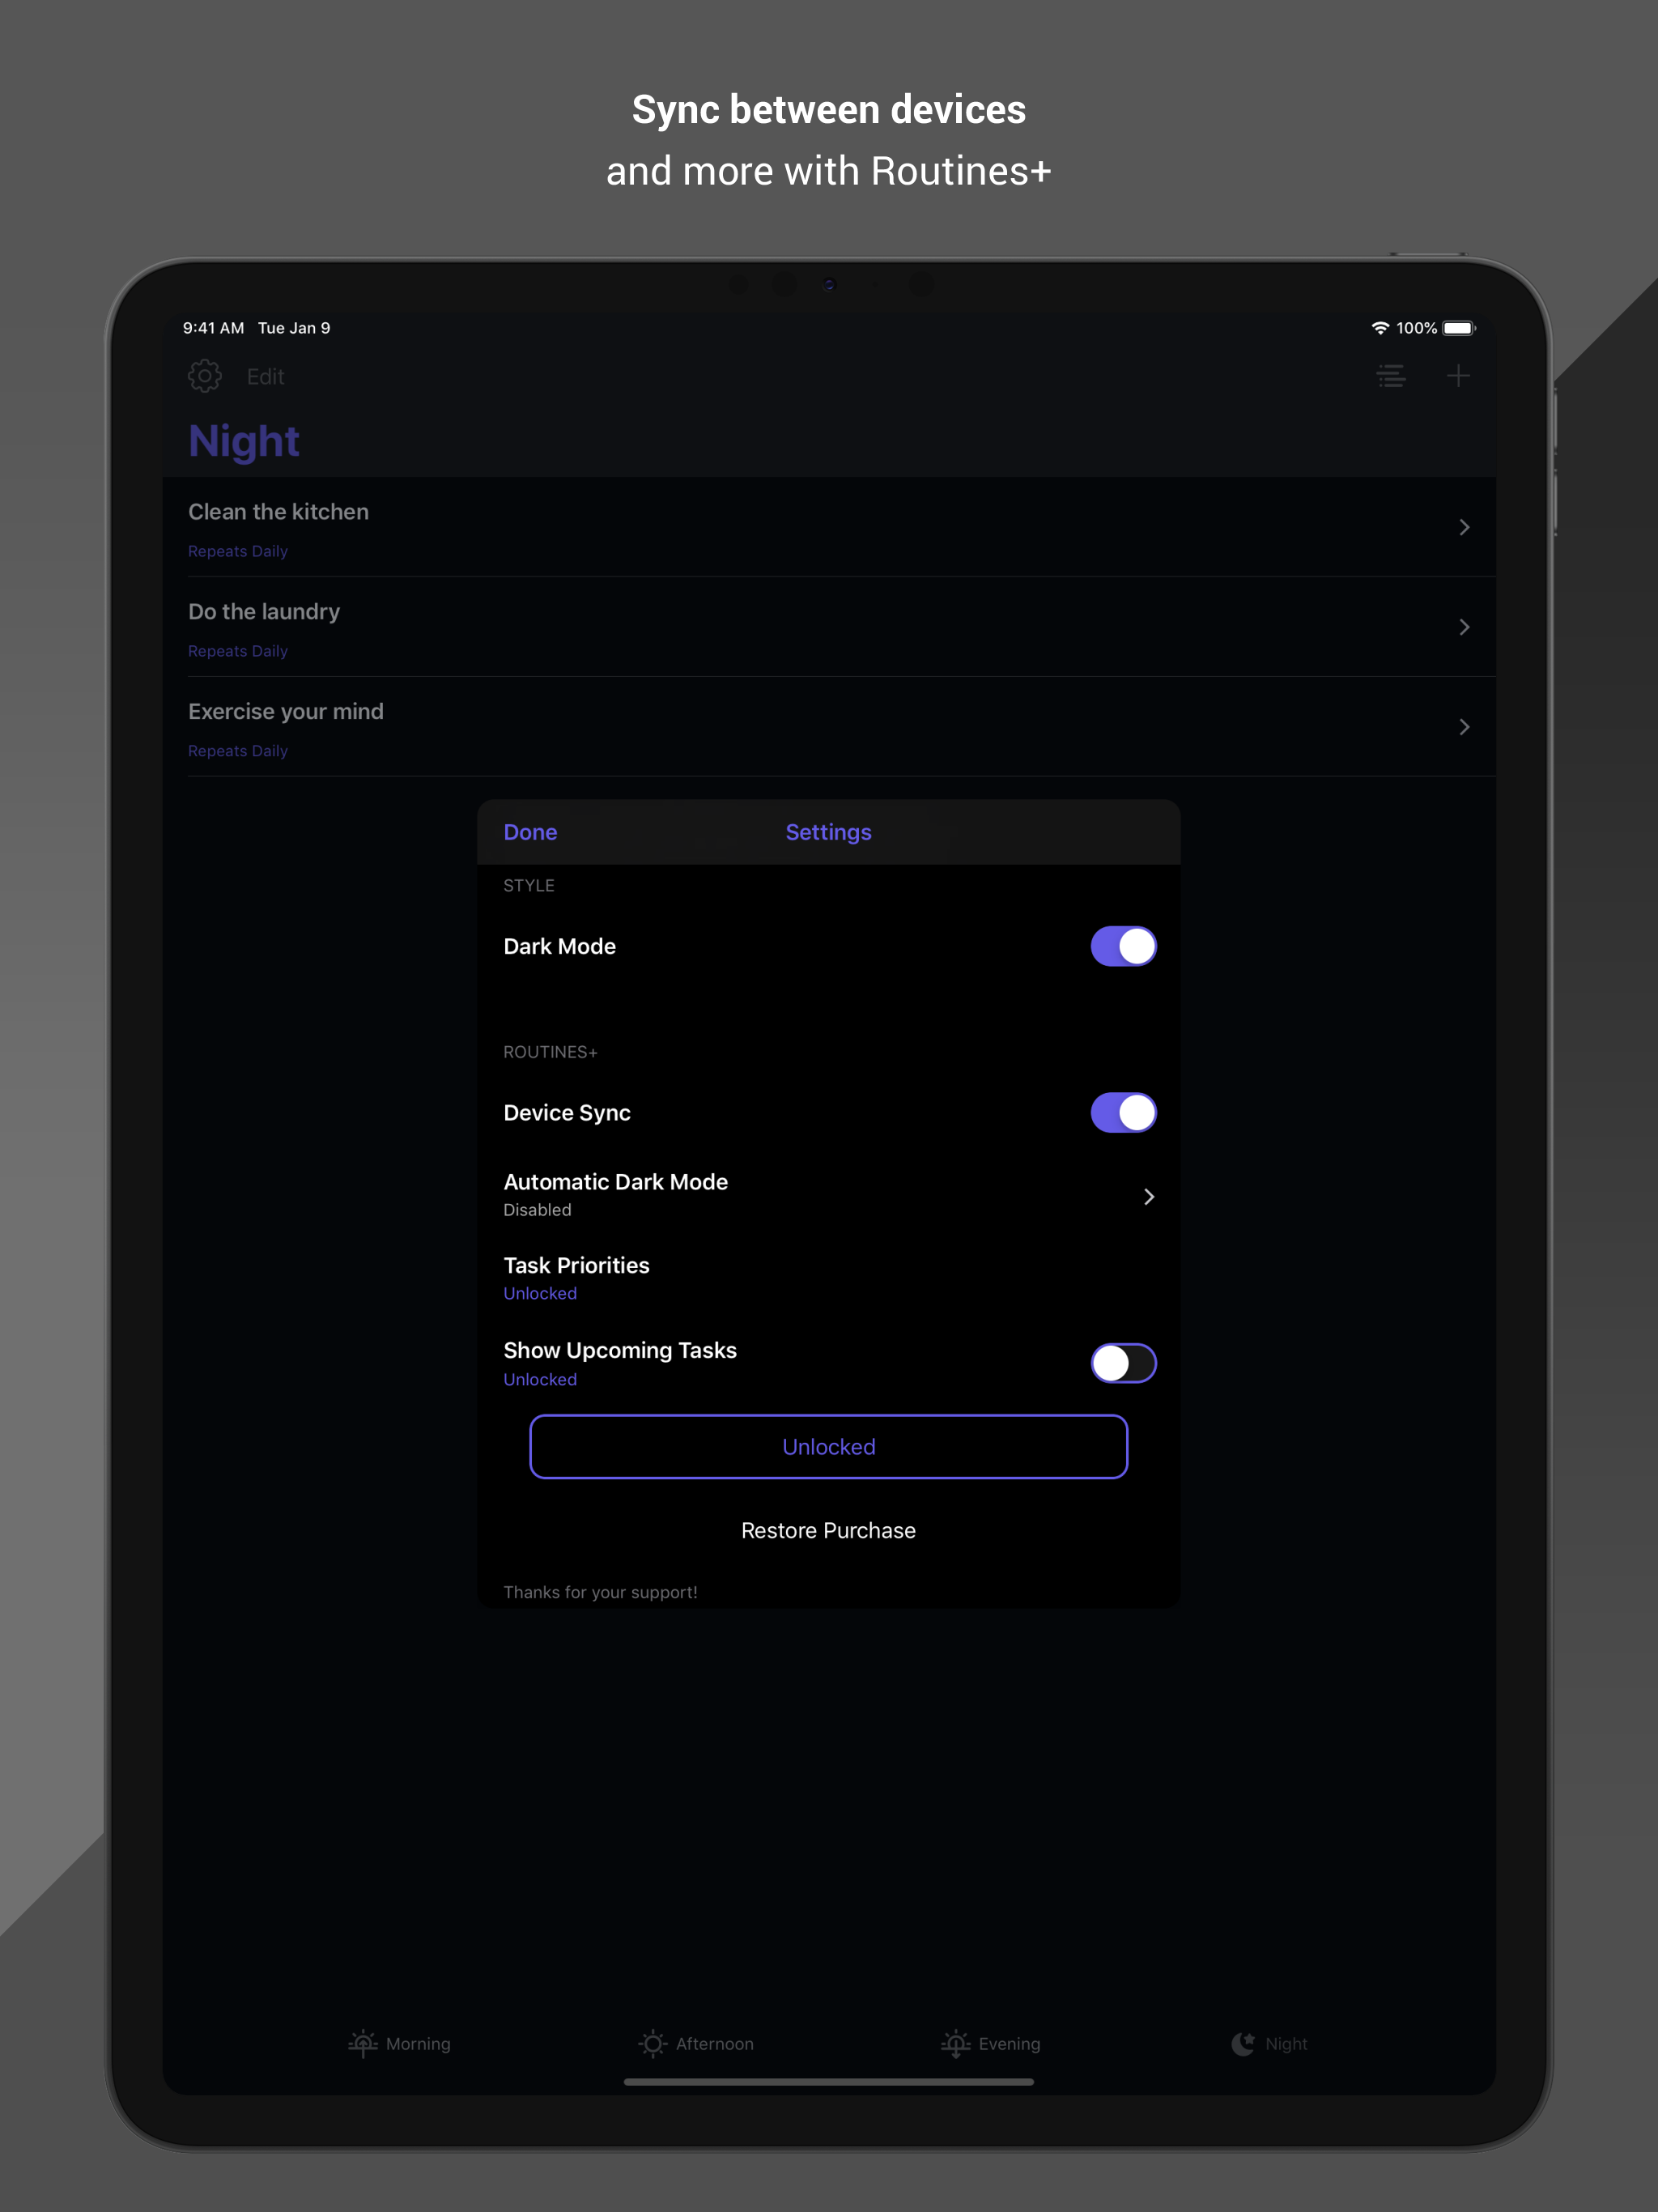 Sync between devices
and more with Routines+
9:41 AM Tue Jan 9
100%
Edit
Night
Clean the kitchen
Repeats Daily
Do the laundry
Repeats Daily
Exercise your mind
Repeats Daily
Done
Settings
STYLE
Dark Mode
ROUTINES+
Device Sync
Automatic Dark Mode
Disabled
Task Priorities
Unlocked
Show Upcoming Tasks
Unlocked
Unlocked
Restore Purchase
Thanks for your support!
Morning
Afternoon
Evening
Night